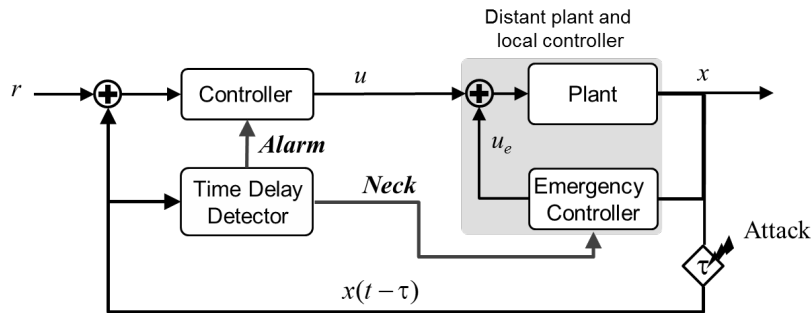 Distant plant and
local controller
r
Controller
u
Plant
x
Alarm
u_e
Time Delay
Detector
Neck
Emergency
Controller
Attack
τ
x(t − τ)